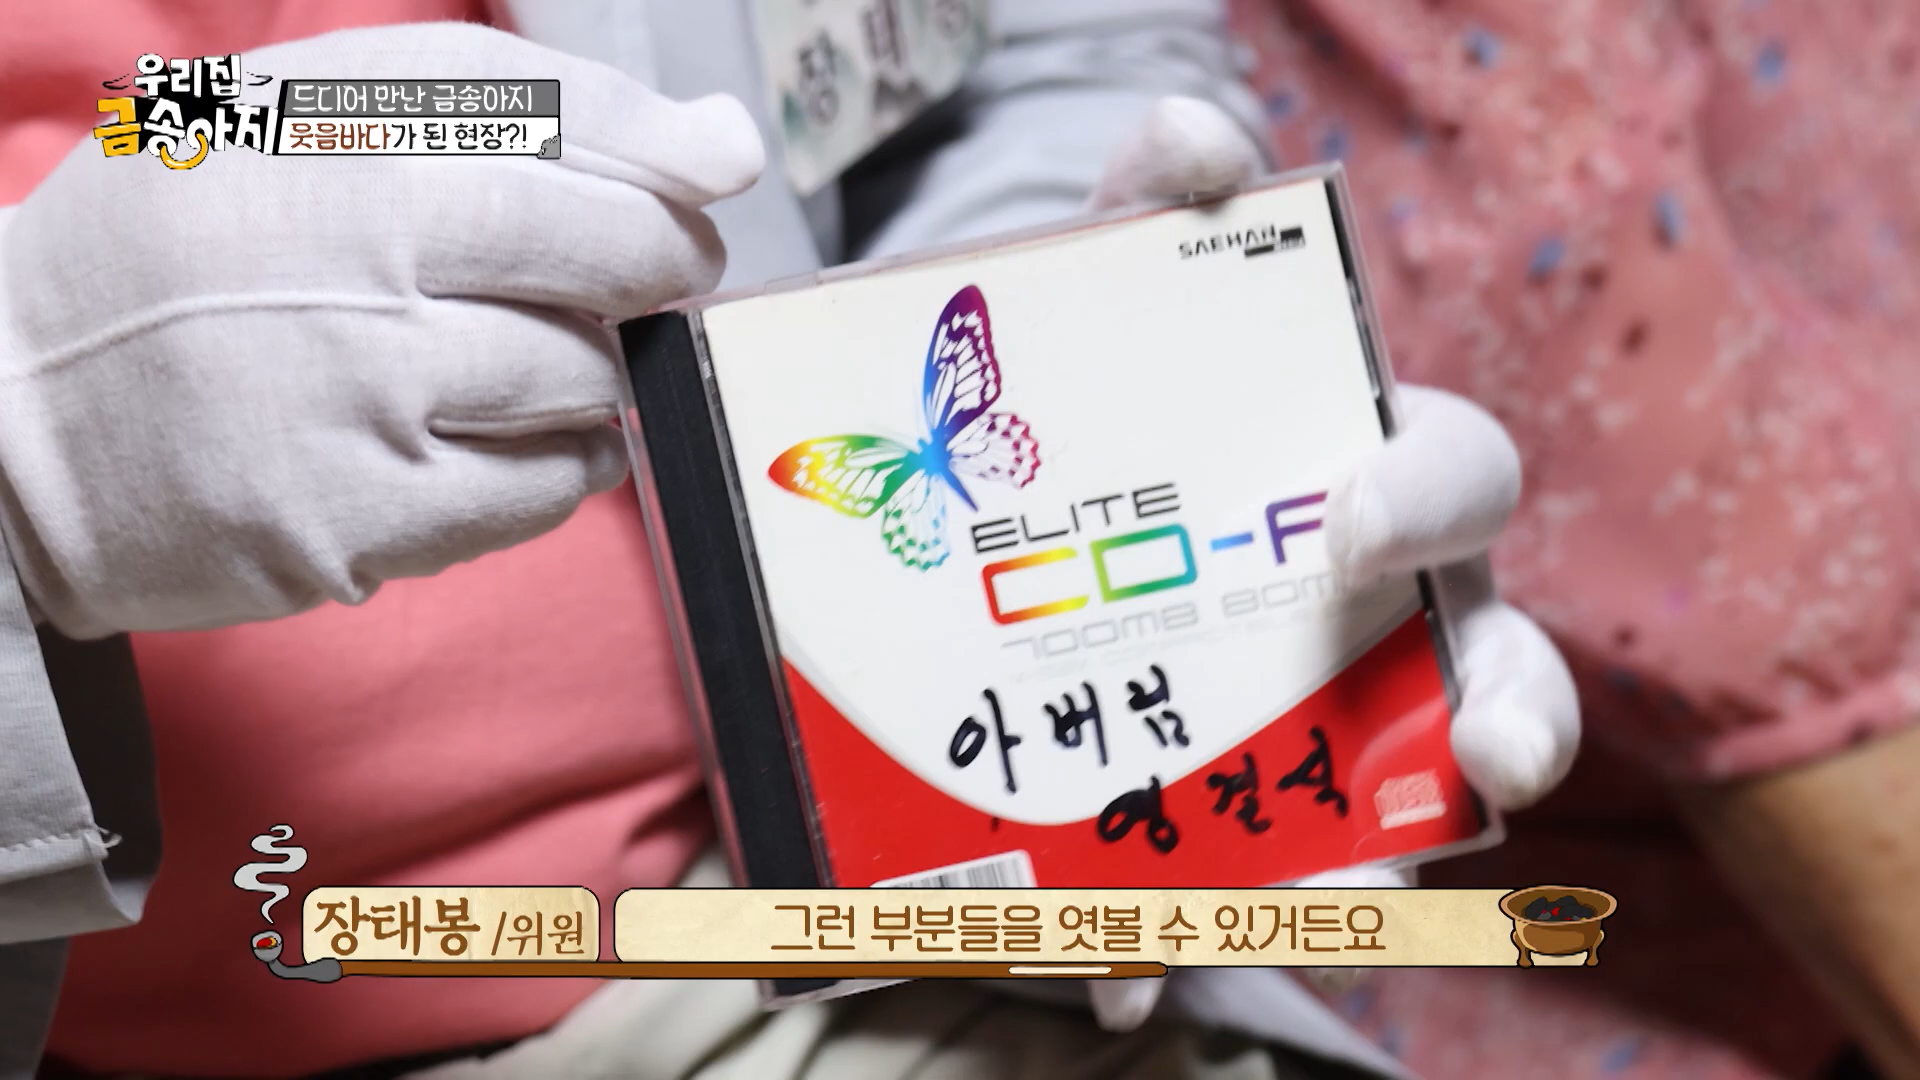 우리집
금송아지
드디어 만난 금송아지
웃음바다가 된 현장?!
장태
SAEHAN
ELITE
CD-R
700MB 80MIN
아버님
영결식
장태봉 /위원
그런 부분들을 엿볼 수 있거든요